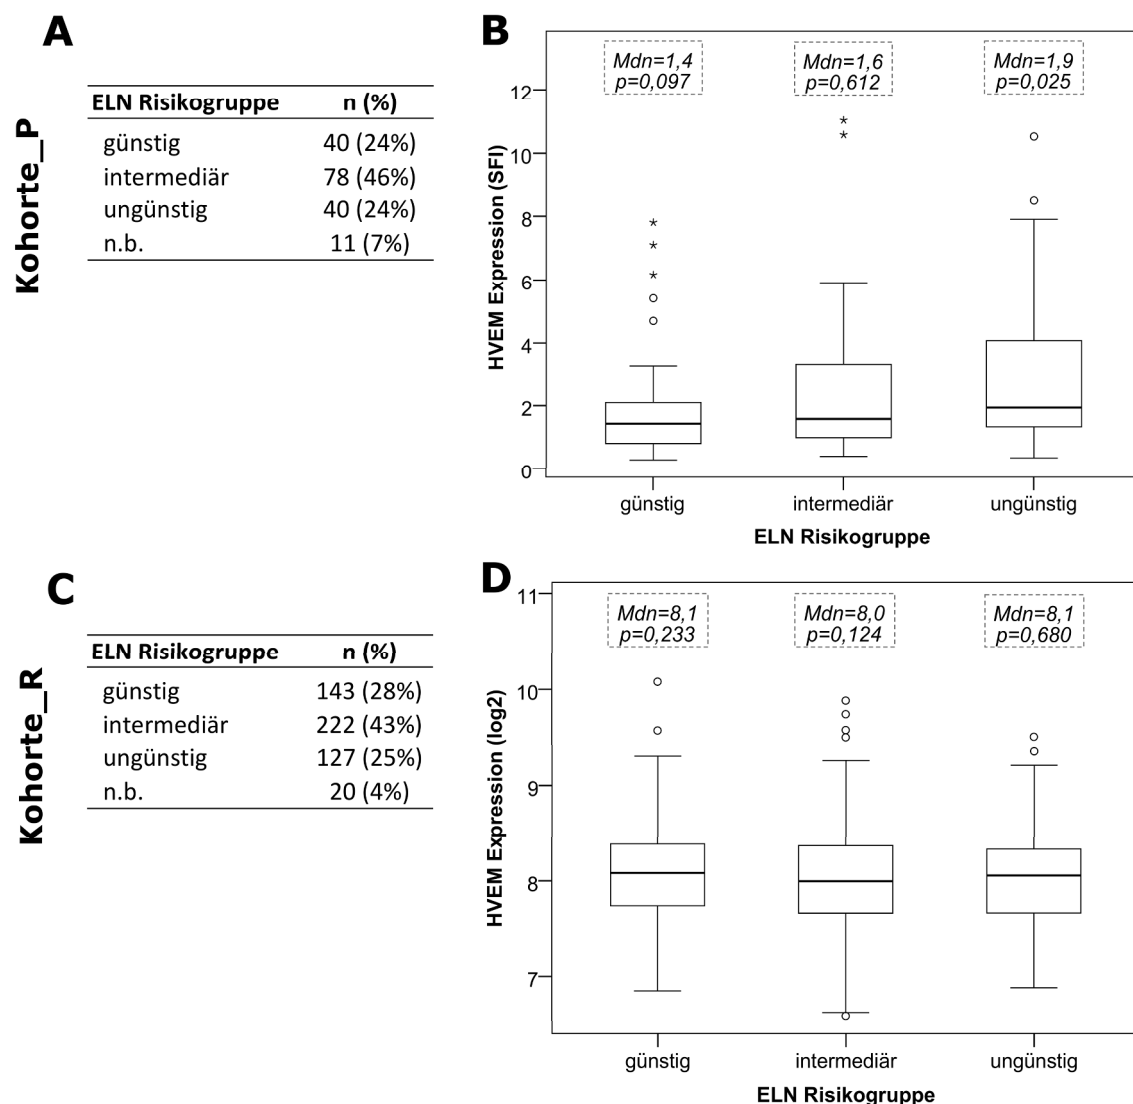 A
Kohorte_P
ELN Risikogruppe n (%)
günstig 40 (24%)
intermediär 78 (46%)
ungünstig 40 (24%)
n.b. 11 (7%)
B
Mdn=1,4
p=0,097
Mdn=1,6
p=0,612
Mdn=1,9
p=0,025
HVEM Expression (SFI)
12
10
8
6
4
2
0
günstig intermediär ungünstig
ELN Risikogruppe
C
Kohorte_R
ELN Risikogruppe n (%)
günstig 143 (28%)
intermediär 222 (43%)
ungünstig 127 (25%)
n.b. 20 (4%)
D
Mdn=8,1
p=0,233
Mdn=8,0
p=0,124
Mdn=8,1
p=0,680
HVEM Expression (log2)
11
10
9
8
7
günstig intermediär ungünstig
ELN Risikogruppe